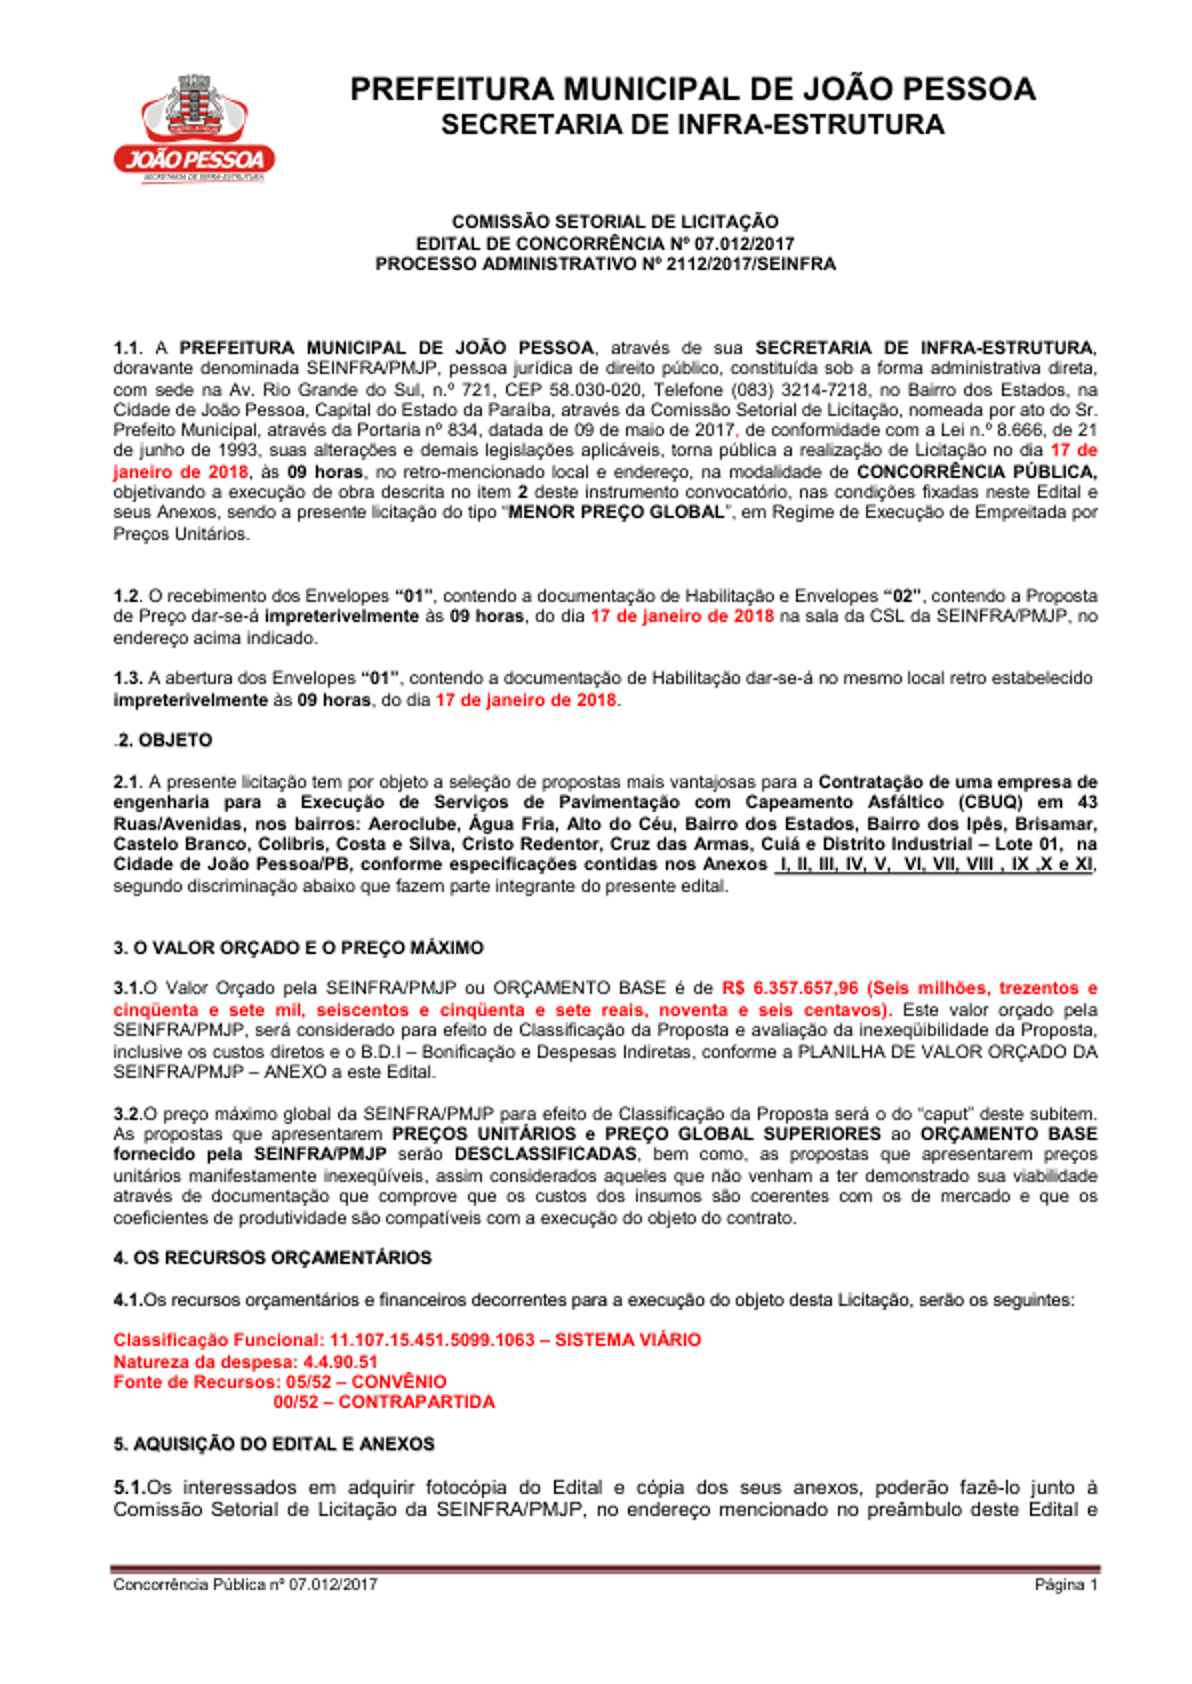 PREFEITURA MUNICIPAL DE JOÃO PESSOA
SECRETARIA DE INFRA-ESTRUTURA
JOÃO PESSOA
SECRETARIA DE INFRA-ESTRUTURA
COMISSÃO SETORIAL DE LICITAÇÃO
EDITAL DE CONCORRÊNCIA Nº 07.012/2017
PROCESSO ADMINISTRATIVO Nº 2112/2017/SEINFRA
1.1. A PREFEITURA MUNICIPAL DE JOÃO PESSOA, através de sua SECRETARIA DE INFRA-ESTRUTURA,
doravante denominada SEINFRA/PMJP, pessoa jurídica de direito público, constituída sob a forma administrativa direta,
com sede na Av. Rio Grande do Sul, n.º 721, CEP 58.030-020, Telefone (083) 3214-7218, no Bairro dos Estados, na
Cidade de João Pessoa, Capital do Estado da Paraíba, através da Comissão Setorial de Licitação, nomeada por ato do Sr.
Prefeito Municipal, através da Portaria nº 834, datada de 09 de maio de 2017, de conformidade com a Lei n.º 8.666, de 21
de junho de 1993, suas alterações e demais legislações aplicáveis, torna pública a realização de Licitação no dia 17 de
janeiro de 2018, às 09 horas, no retro-mencionado local e endereço, na modalidade de CONCORRÊNCIA PÚBLICA,
objetivando a execução de obra descrita no item 2 deste instrumento convocatório, nas condições fixadas neste Edital e
seus Anexos, sendo a presente licitação do tipo “MENOR PREÇO GLOBAL”, em Regime de Execução de Empreitada por
Preços Unitários.
1.2. O recebimento dos Envelopes “01”, contendo a documentação de Habilitação e Envelopes “02”, contendo a Proposta
de Preço dar-se-á impreterivelmente às 09 horas, do dia 17 de janeiro de 2018 na sala da CSL da SEINFRA/PMJP, no
endereço acima indicado.
1.3. A abertura dos Envelopes “01”, contendo a documentação de Habilitação dar-se-á no mesmo local retro estabelecido
impreterivelmente às 09 horas, do dia 17 de janeiro de 2018.
.2. OBJETO
2.1. A presente licitação tem por objeto a seleção de propostas mais vantajosas para a Contratação de uma empresa de
engenharia para a Execução de Serviços de Pavimentação com Capeamento Asfáltico (CBUQ) em 43
Ruas/Avenidas, nos bairros: Aeroclube, Água Fria, Alto do Céu, Bairro dos Estados, Bairro dos Ipês, Brisamar,
Castelo Branco, Colibris, Costa e Silva, Cristo Redentor, Cruz das Armas, Cuiá e Distrito Industrial – Lote 01, na
Cidade de João Pessoa/PB, conforme especificações contidas nos Anexos I, II, III, IV, V, VI, VII, VIII , IX ,X e XI,
segundo discriminação abaixo que fazem parte integrante do presente edital.
3. O VALOR ORÇADO E O PREÇO MÁXIMO
3.1.O Valor Orçado pela SEINFRA/PMJP ou ORÇAMENTO BASE é de R$ 6.357.657,96 (Seis milhões, trezentos e
cinqüenta e sete mil, seiscentos e cinqüenta e sete reais, noventa e seis centavos). Este valor orçado pela
SEINFRA/PMJP, será considerado para efeito de Classificação da Proposta e avaliação da inexeqüibilidade da Proposta,
inclusive os custos diretos e o B.D.I – Bonificação e Despesas Indiretas, conforme a PLANILHA DE VALOR ORÇADO DA
SEINFRA/PMJP – ANEXO a este Edital.
3.2.O preço máximo global da SEINFRA/PMJP para efeito de Classificação da Proposta será o do “caput” deste subitem.
As propostas que apresentarem PREÇOS UNITÁRIOS e PREÇO GLOBAL SUPERIORES ao ORÇAMENTO BASE
fornecido pela SEINFRA/PMJP serão DESCLASSIFICADAS, bem como, as propostas que apresentarem preços
unitários manifestamente inexeqüíveis, assim considerados aqueles que não venham a ter demonstrado sua viabilidade
através de documentação que comprove que os custos dos insumos são coerentes com os de mercado e que os
coeficientes de produtividade são compatíveis com a execução do objeto do contrato.
4. OS RECURSOS ORÇAMENTÁRIOS
4.1.Os recursos orçamentários e financeiros decorrentes para a execução do objeto desta Licitação, serão os seguintes:
Classificação Funcional: 11.107.15.451.5099.1063 – SISTEMA VIÁRIO
Natureza da despesa: 4.4.90.51
Fonte de Recursos: 05/52 – CONVÊNIO
00/52 – CONTRAPARTIDA
5. AQUISIÇÃO DO EDITAL E ANEXOS
5.1.Os interessados em adquirir fotocópia do Edital e cópia dos seus anexos, poderão fazê-lo junto à
Comissão Setorial de Licitação da SEINFRA/PMJP, no endereço mencionado no preâmbulo deste Edital e
Concorrência Pública nº 07.012/2017
Página 1